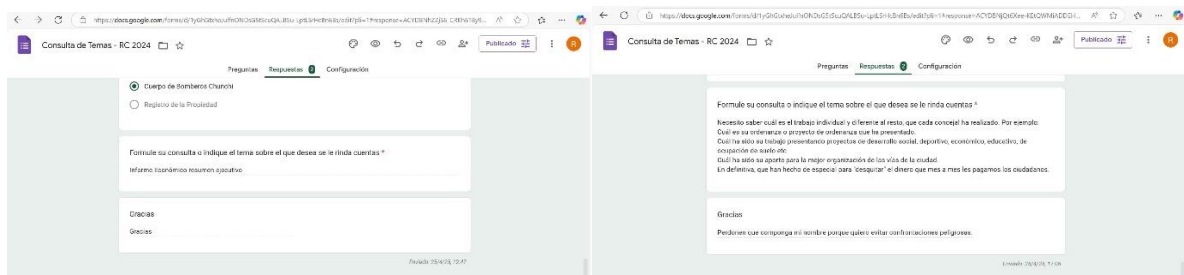 Consulta de Temas - RC 2024
Publicado
R
Preguntas Respuestas 2 Configuración
Cuerpo de Bomberos Chunchi
Registro de la Propiedad
Formule su consulta o indique el tema sobre el que desea se le rinda cuentas *
Informe Económico resumen ejecutivo
Gracias
Gracias
Consulta de Temas - RC 2024
Publicado
R
Preguntas Respuestas 2 Configuración
Formule su consulta o indique el tema sobre el que desea se le rinda cuentas *
Necesito saber cuál es el trabajo individual y diferente al resto, que cada concejal ha realizado. Por ejemplo:
Cuál es su ordenanza o proyecto de ordenanza que ha presentado.
Cuál ha sido su trabajo presentando proyectos de desarrollo social, deportivo, económico, educativo, de
ocupación de suelo etc
Cuál ha sido su aporte para la mejor organización de las vías de la ciudad.
En definitiva, que han hecho de especial para "desquitar" el dinero que mes a mes les pagamos los ciudadanos.
Gracias
Perdonen que componga mi nombre porque quiero evitar confrontaciones peligrosas.